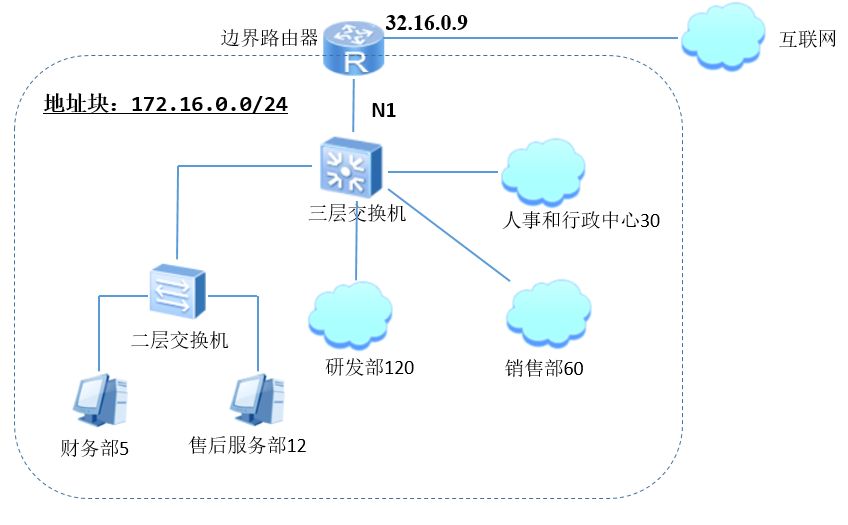 32.16.0.9
边界路由器
互联网
R
地址块：172.16.0.0/24
N1
三层交换机
人事和行政中心30
二层交换机
研发部120
销售部60
财务部5
售后服务部12